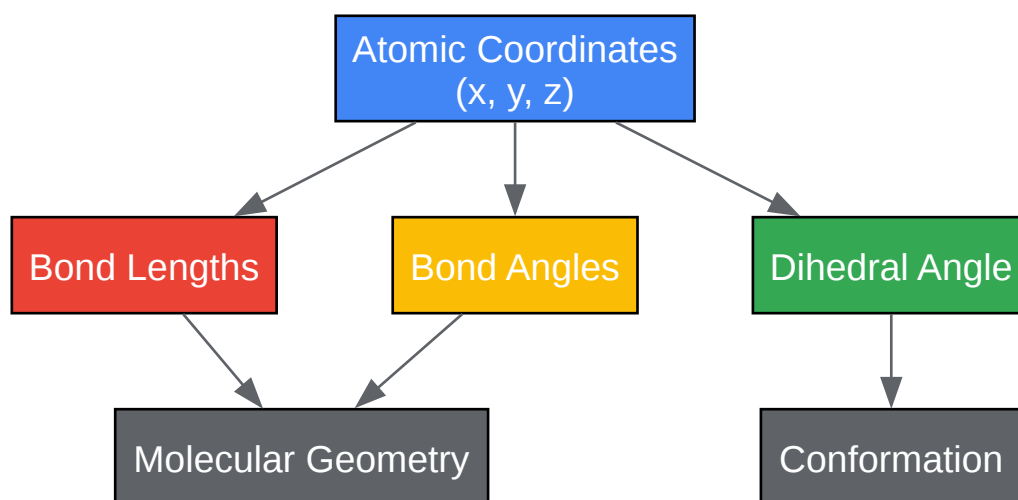 Atomic Coordinates
(x, y, z)
Bond Lengths
Bond Angles
Dihedral Angle
Molecular Geometry
Conformation